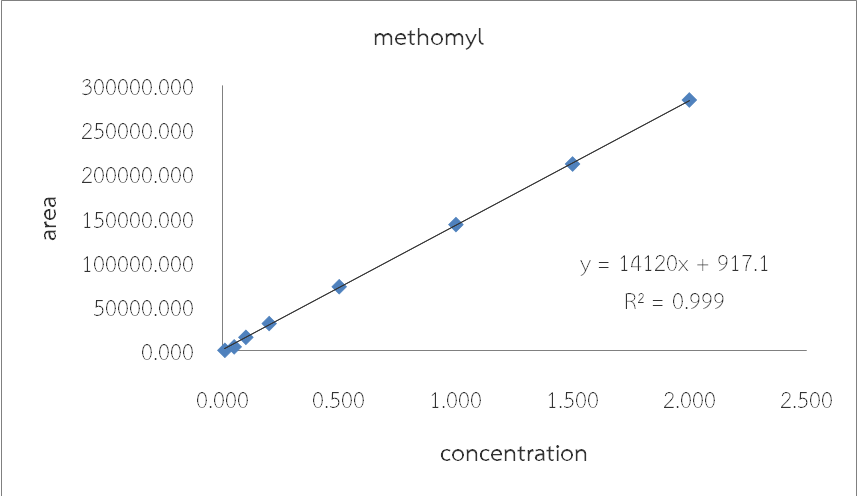 methomyl
300000.000
250000.000
200000.000
150000.000
100000.000
50000.000
0.000
area
y = 14120x + 917.1
R² = 0.999
0.000 0.500 1.000 1.500 2.000 2.500
concentration